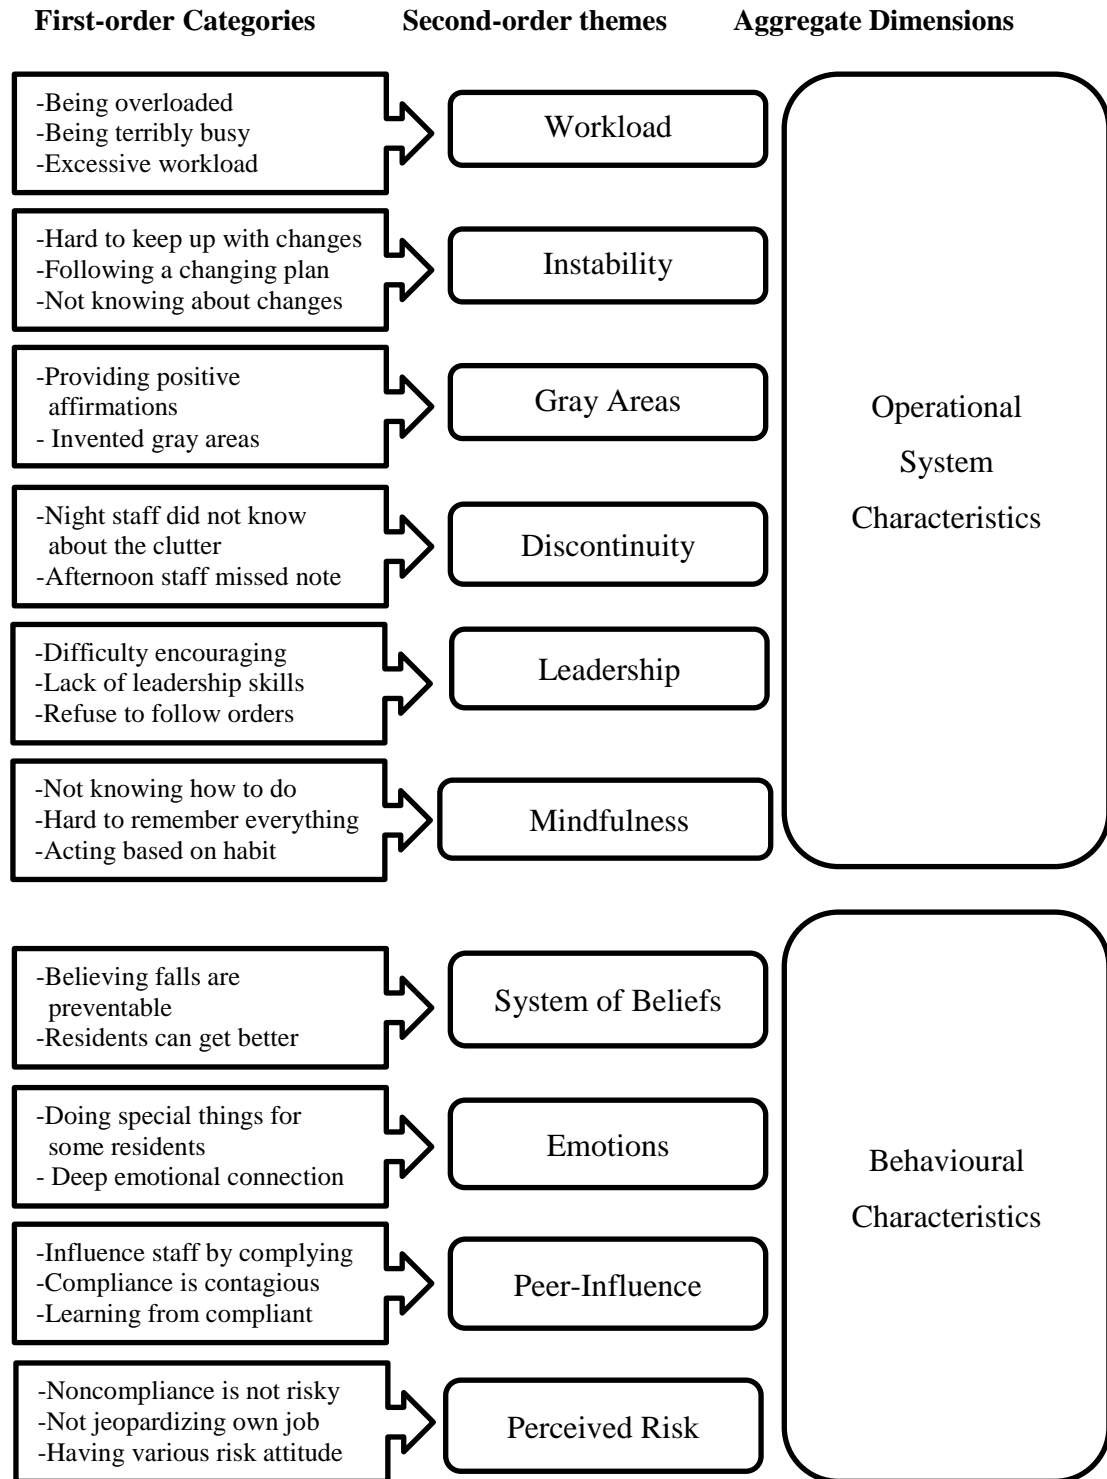 First-order Categories Second-order themes Aggregate Dimensions
-Being overloaded
-Being terribly busy
-Excessive workload
Workload
-Hard to keep up with changes
-Following a changing plan
-Not knowing about changes
Instability
-Providing positive
affirmations
- Invented gray areas
Gray Areas
-Night staff did not know
about the clutter
-Afternoon staff missed note
Discontinuity
-Difficulty encouraging
-Lack of leadership skills
-Refuse to follow orders
Leadership
-Not knowing how to do
-Hard to remember everything
-Acting based on habit
Mindfulness
Operational
System
Characteristics
-Believing falls are
preventable
-Residents can get better
System of Beliefs
-Doing special things for
some residents
- Deep emotional connection
Emotions
-Influence staff by complying
-Compliance is contagious
-Learning from compliant
Peer-Influence
-Noncompliance is not risky
-Not jeopardizing own job
-Having various risk attitude
Perceived Risk
Behavioural
Characteristics